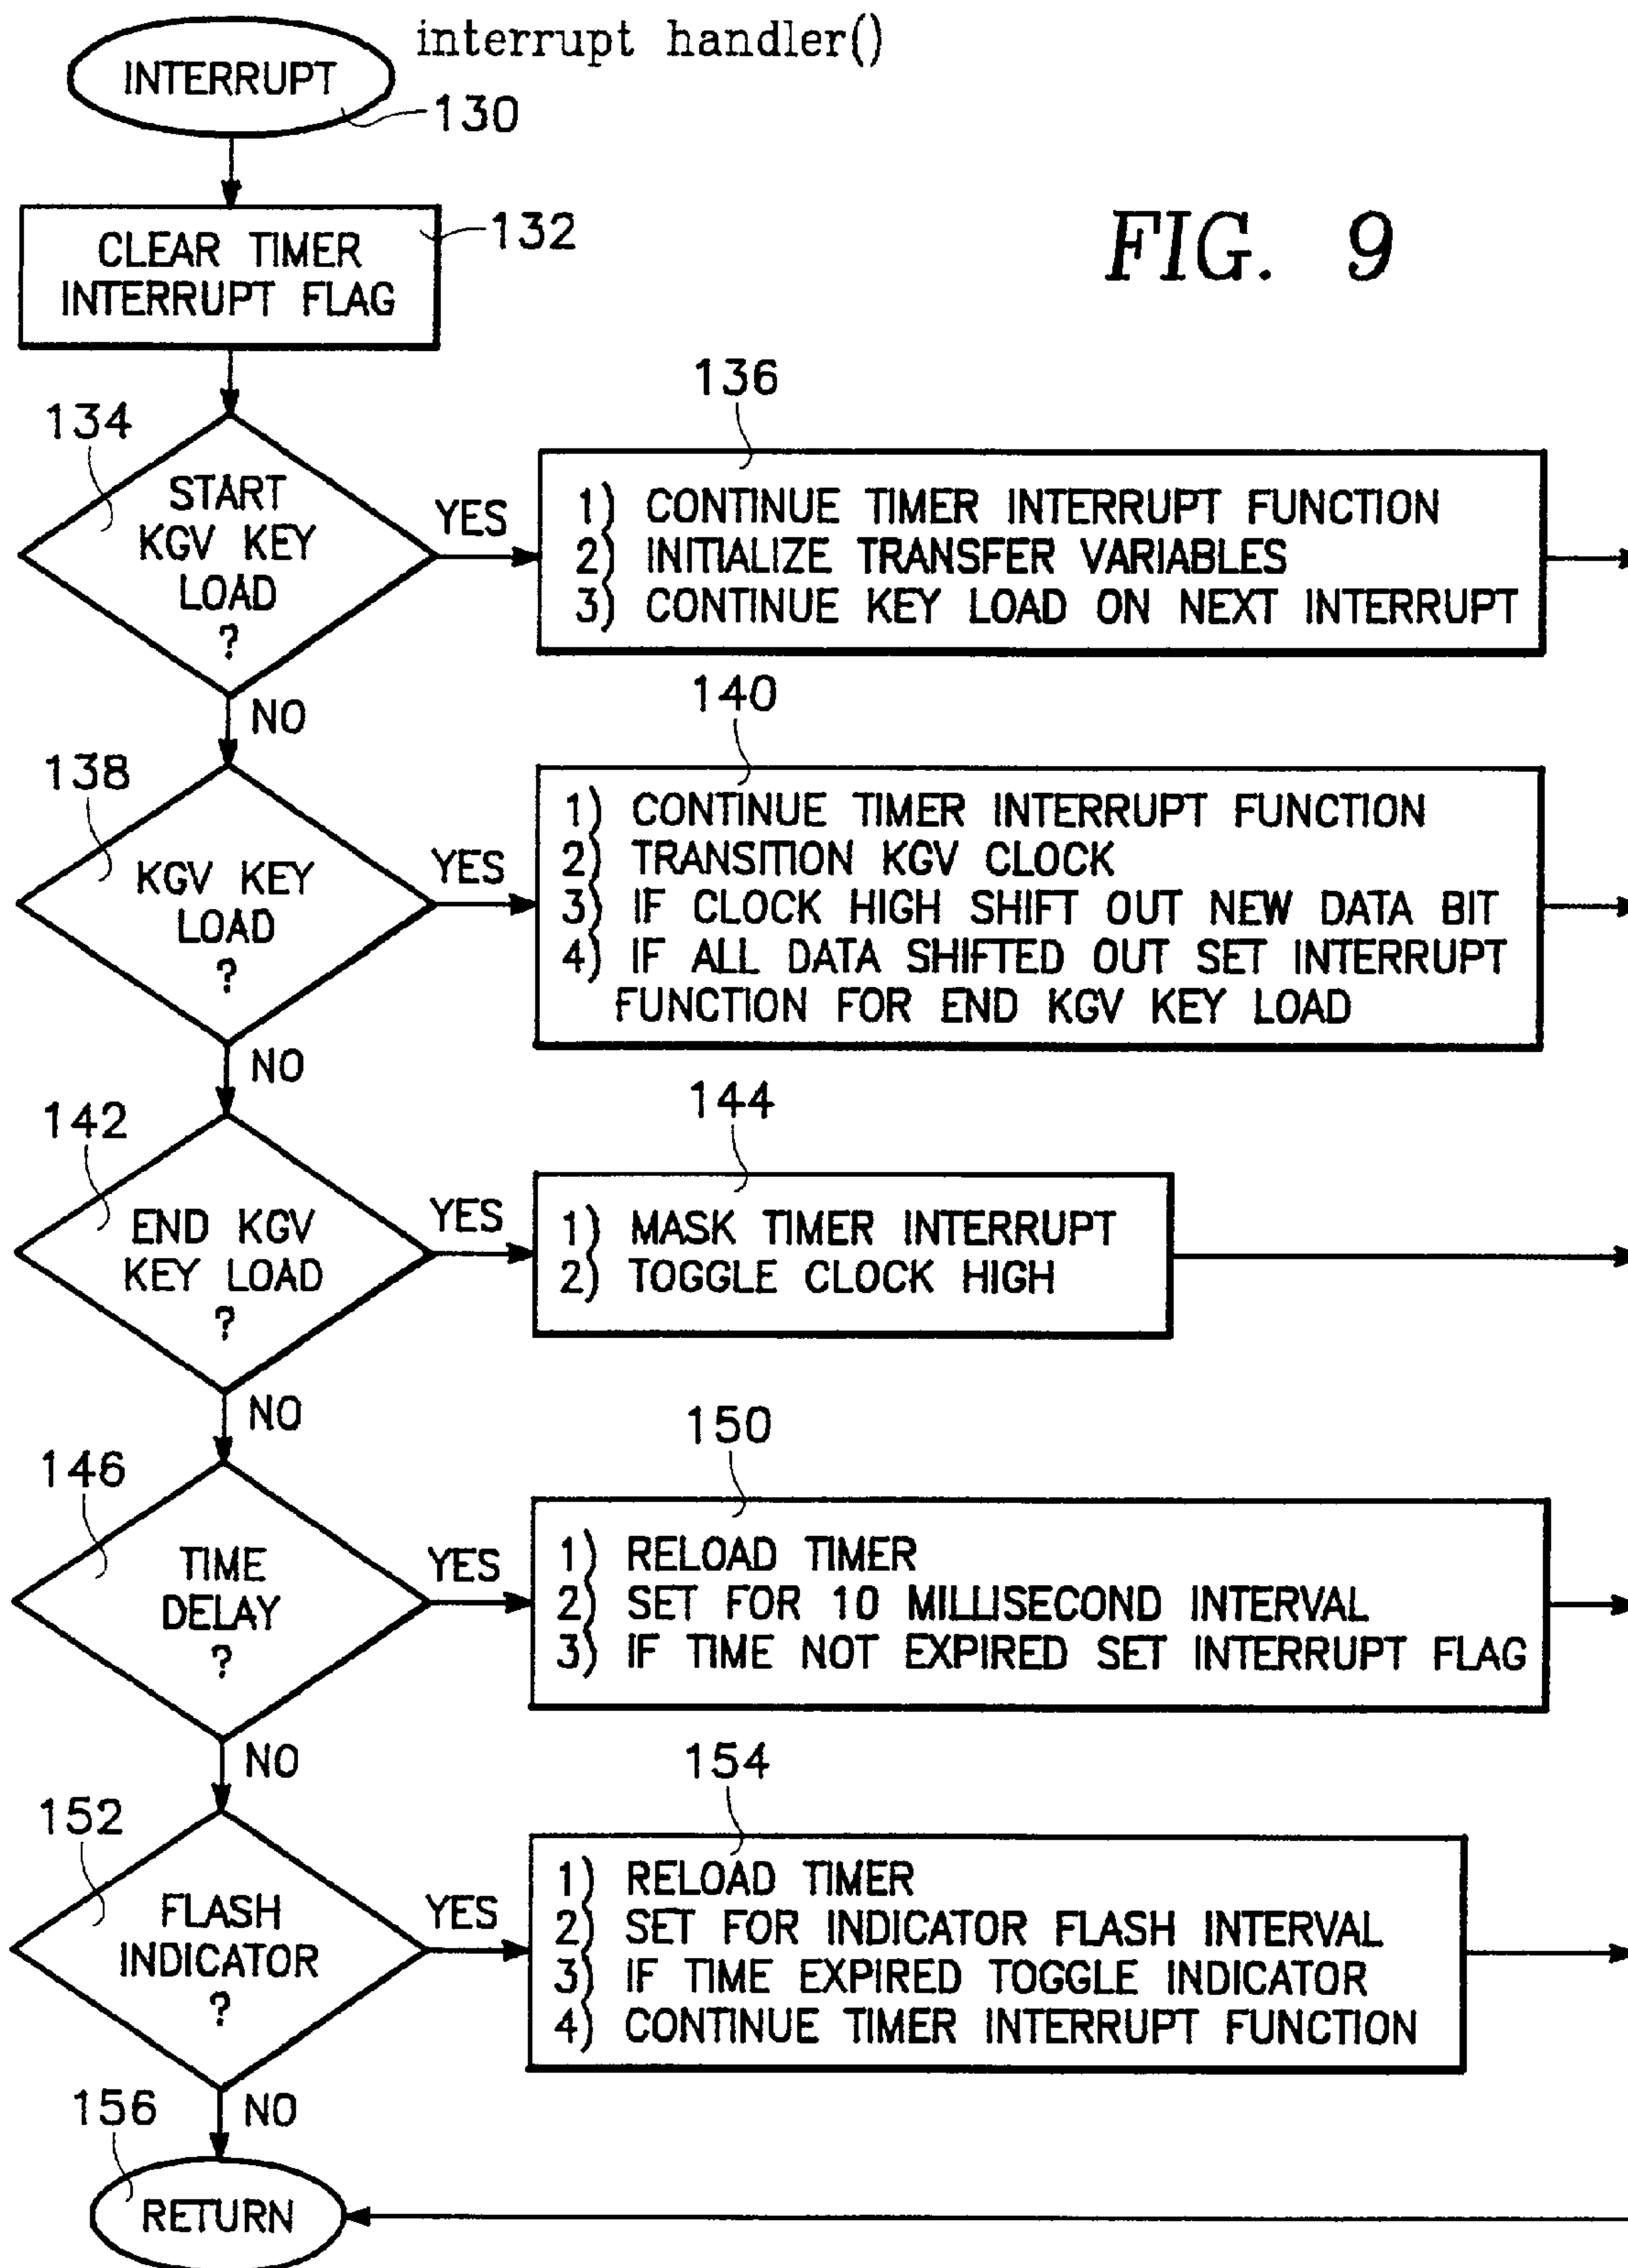 interrupt handler()
INTERRUPT
130
CLEAR TIMER
INTERRUPT FLAG
132
FIG. 9
134
START
KGV KEY
LOAD
?
YES
NO
136
1) CONTINUE TIMER INTERRUPT FUNCTION
2) INITIALIZE TRANSFER VARIABLES
3) CONTINUE KEY LOAD ON NEXT INTERRUPT
138
KGV KEY
LOAD
?
YES
NO
140
1) CONTINUE TIMER INTERRUPT FUNCTION
2) TRANSITION KGV CLOCK
3) IF CLOCK HIGH SHIFT OUT NEW DATA BIT
4) IF ALL DATA SHIFTED OUT SET INTERRUPT
FUNCTION FOR END KGV KEY LOAD
142
END KGV
KEY LOAD
?
YES
NO
144
1) MASK TIMER INTERRUPT
2) TOGGLE CLOCK HIGH
146
TIME
DELAY
?
YES
NO
150
1) RELOAD TIMER
2) SET FOR 10 MILLISECOND INTERVAL
3) IF TIME NOT EXPIRED SET INTERRUPT FLAG
152
FLASH
INDICATOR
?
YES
NO
154
1) RELOAD TIMER
2) SET FOR INDICATOR FLASH INTERVAL
3) IF TIME EXPIRED TOGGLE INDICATOR
4) CONTINUE TIMER INTERRUPT FUNCTION
156
RETURN